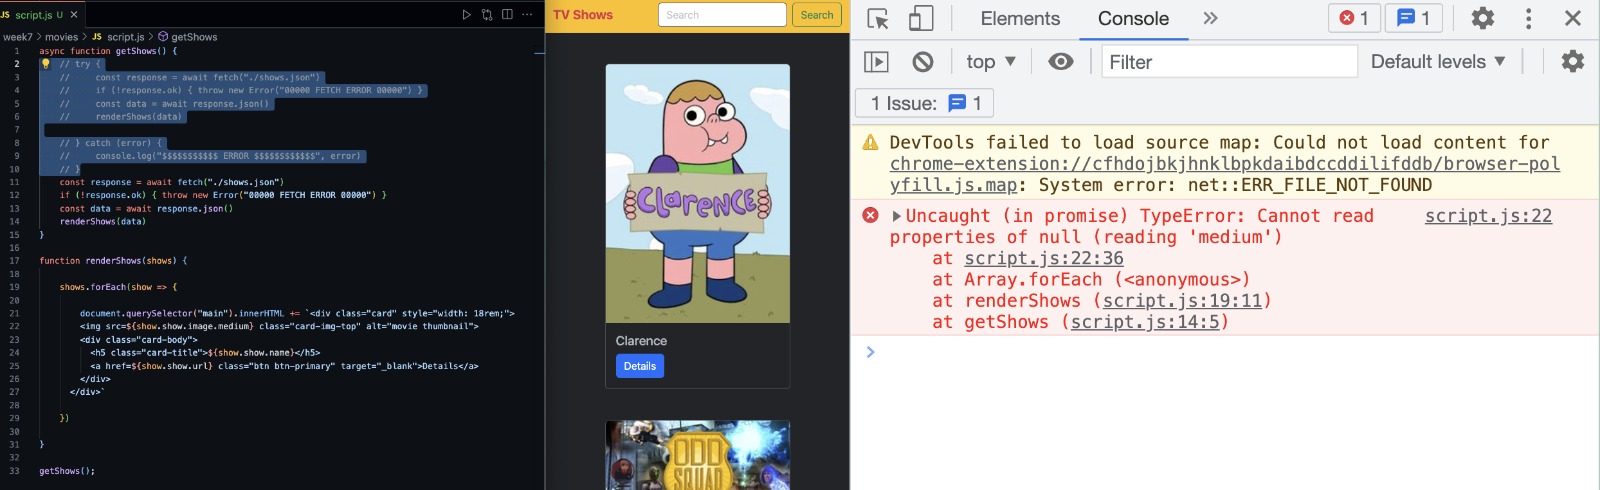 JS script.js U ×
week7 > movies > JS script.js > getShows
1 async function getShows() {
2 // try {
3 //     const response = await fetch("./shows.json")
4 //     if (!response.ok) { throw new Error("00000 FETCH ERROR 00000") }
5 //     const data = await response.json()
6 //     renderShows(data)
7
8 // } catch (error) {
9 //     console.log("$$$$$$$$$$$ ERROR $$$$$$$$$$$$", error)
10 // }
11 const response = await fetch("./shows.json")
12 if (!response.ok) { throw new Error("00000 FETCH ERROR 00000") }
13 const data = await response.json()
14 renderShows(data)
15 }
16
17 function renderShows(shows) {
18
19 shows.forEach(show => {
20
21 document.querySelector("main").innerHTML += `<div class="card" style="width: 18rem;">
22 <img src=${show.show.image.medium} class="card-img-top" alt="movie thumbnail">
23 <div class="card-body">
24 <h5 class="card-title">${show.show.name}</h5>
25 <a href=${show.show.url} class="btn btn-primary" target="_blank">Details</a>
26 </div>
27 </div>`
28
29 })
30
31 }
32
33 getShows();
TV Shows Search Search
Clarence
Clarence
Details
ODD
SQUAD
Elements Console 1 1
top Filter Default levels
1 Issue: 1
DevTools failed to load source map: Could not load content for
chrome-extension://cfhdojbkjhnklbpkdaibdccddilifddb/browser-pol
yfill.js.map: System error: net::ERR_FILE_NOT_FOUND
Uncaught (in promise) TypeError: Cannot read script.js:22
properties of null (reading 'medium')
at script.js:22:36
at Array.forEach (<anonymous>)
at renderShows (script.js:19:11)
at getShows (script.js:14:5)